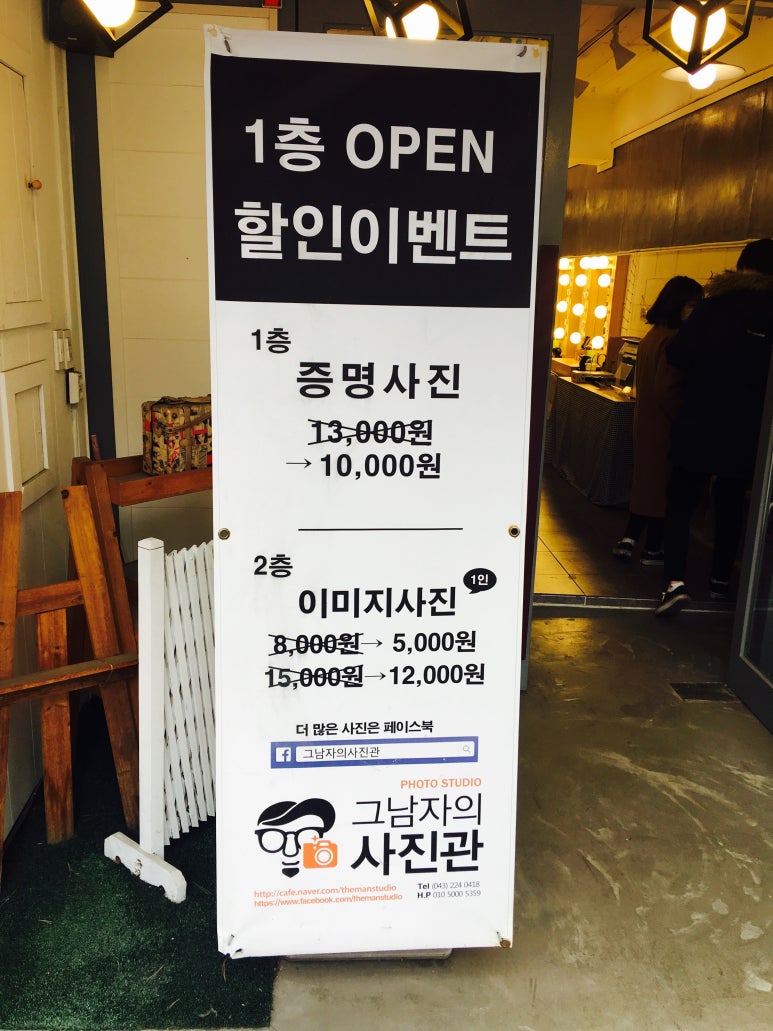 1층 OPEN
할인이벤트
1층
증명사진
13,000원
→ 10,000원
2층
1인
이미지사진
8,000원→ 5,000원
15,000원→12,000원
더 많은 사진은 페이스북
f 그남자의사진관
PHOTO STUDIO
그남자의
사진관
http://cafe.naver.com/themanstudio
https://www.facebook.com/themanstudio
Tel (043) 224 0418
H.P 010 5000 5359